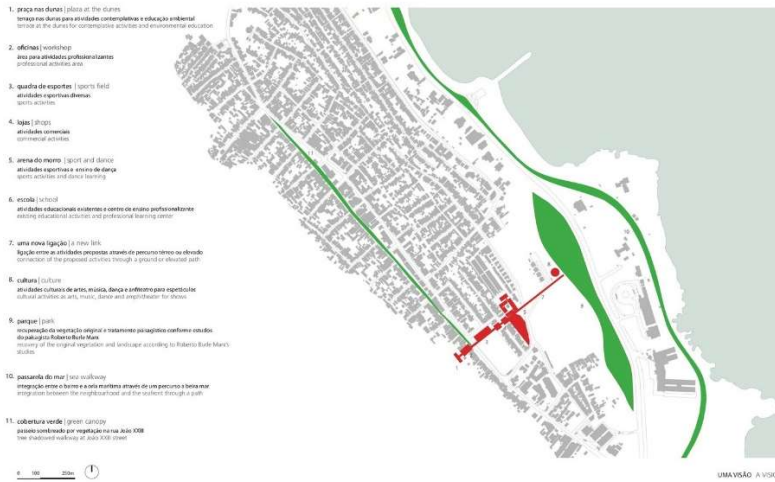 1. praça nas dunas | plaza at the dunes
terraço nas dunas para atividades contemplativas e educação ambiental
terrace at the dunes for contemplative activities and environmental education
2. oficinas | workshop
área para atividades profissionalizantes
professional activities area
3. quadra de esportes | sports field
atividades esportivas diversas
sports activities
4. lojas | shops
atividades comerciais
commercial activities
5. arena do morro | sport and dance
atividades esportivas e ensino de dança
sports activities and dance learning
6. escola | school
atividades educacionais existentes e centro de ensino profissionalizante
existing educational activities and professional learning center
7. uma nova ligação | a new link
ligação entre as atividades propostas através de percurso térreo ou elevado
connection of the proposed activities through a ground or elevated path
8. cultura | culture
atividades culturais de artes, música, dança e anfiteatro para espetáculos
cultural activities as arts, music, dance and amphitheater for shows
9. parque | park
recuperação da vegetação original e tratamento paisagístico conforme estudos
do paisagista Roberto Burle Marx
recovery of the original vegetation and landscape according to Roberto Burle Marx's
studies
10. passarela do mar | sea walkway
integração entre o bairro e a orla marítima através de um percurso a beira mar
integration between the neighbourhood and the seafront through a path
11. cobertura verde | green canopy
passeio sombreado por vegetação na rua João XXIII
tree shadowed walkway at João XXIII street
0 100 250m
UMA VISÃO A VISIO